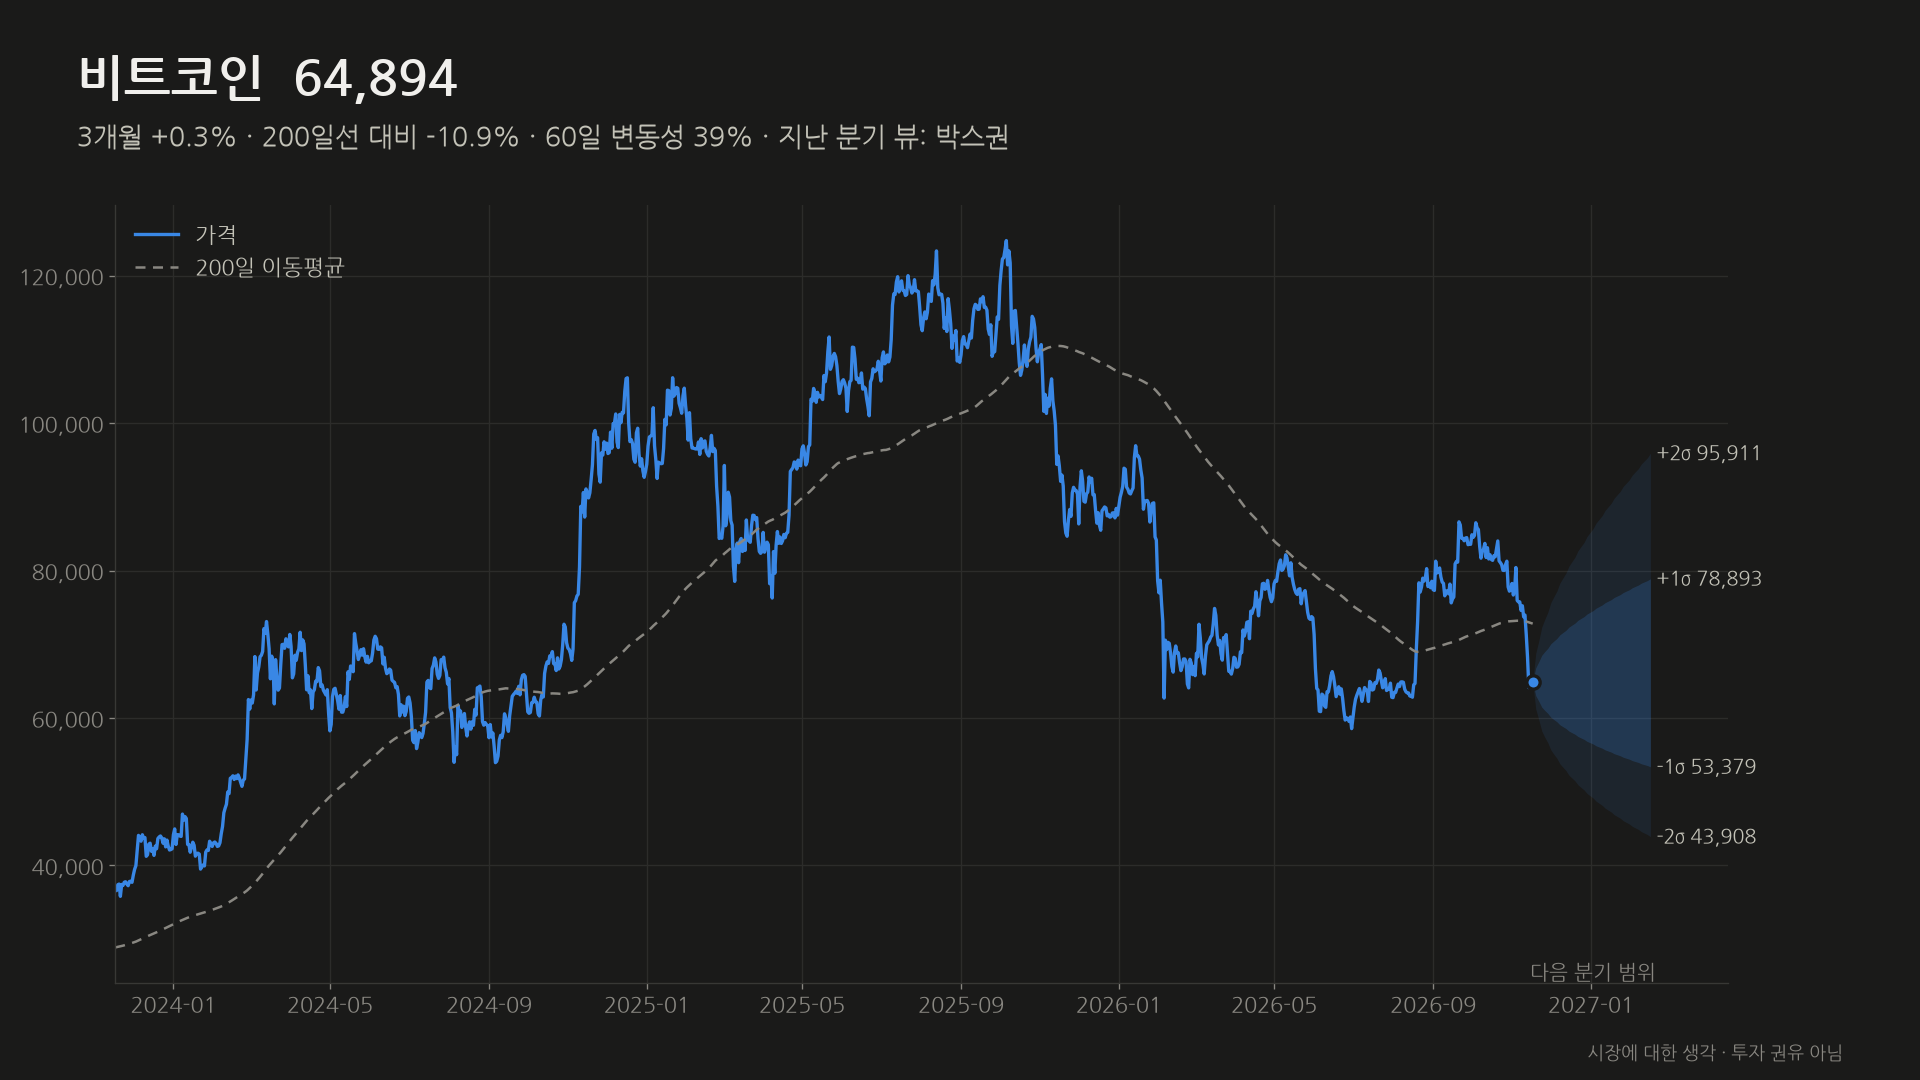 비트코인 64,894
3개월 +0.3% · 200일선 대비 -10.9% · 60일 변동성 39% · 지난 분기 뷰: 박스권
가격
200일 이동평균
120,000
100,000
80,000
60,000
40,000
+2σ 95,911
+1σ 78,893
-1σ 53,379
-2σ 43,908
다음 분기 범위
2024-01 2024-05 2024-09 2025-01 2025-05 2025-09 2026-01 2026-05 2026-09 2027-01
시장에 대한 생각 · 투자 권유 아님